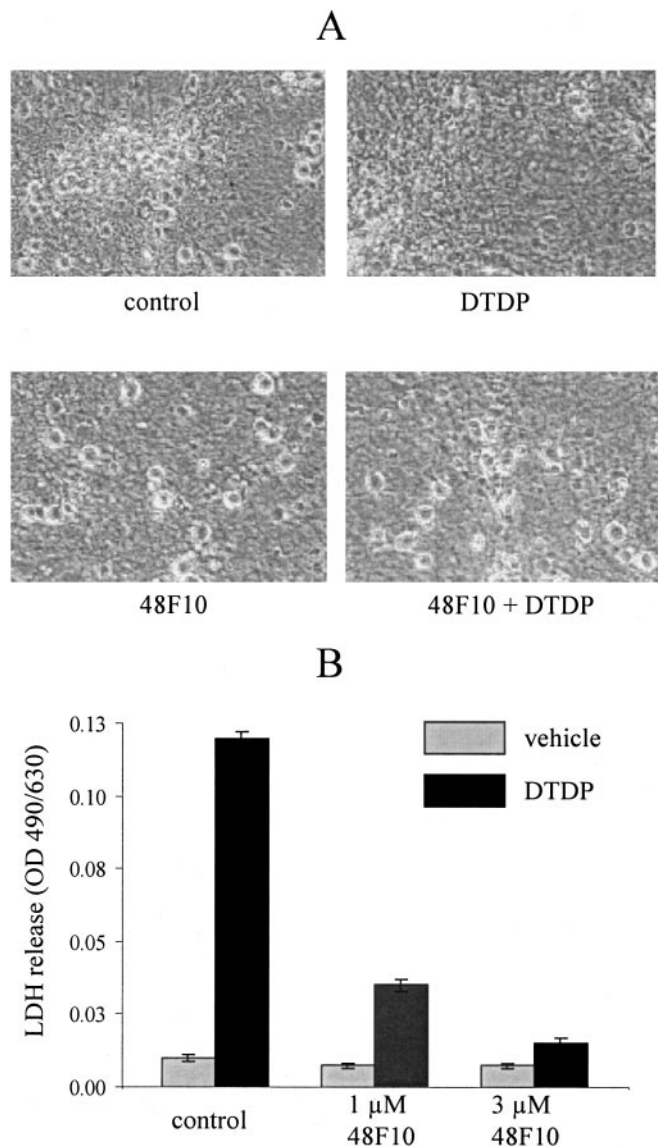 A
control
DTDP
48F10
48F10 + DTDP
B
LDH release (OD 490/630)
0.13
0.10
0.08
0.05
0.03
0.00
vehicle
DTDP
control
1 µM
48F10
3 µM
48F10